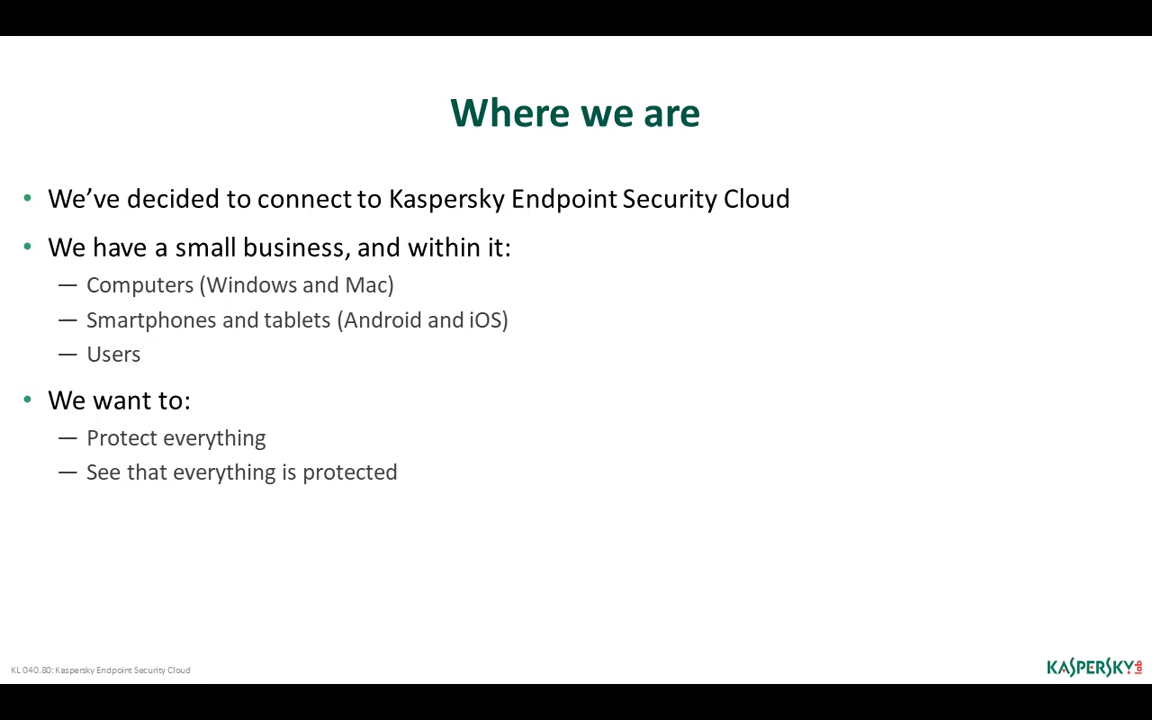 Where we are
• We’ve decided to connect to Kaspersky Endpoint Security Cloud
• We have a small business, and within it:
— Computers (Windows and Mac)
— Smartphones and tablets (Android and iOS)
— Users
• We want to:
— Protect everything
— See that everything is protected
KL 040.80: Kaspersky Endpoint Security Cloud
KASPERSKY lab